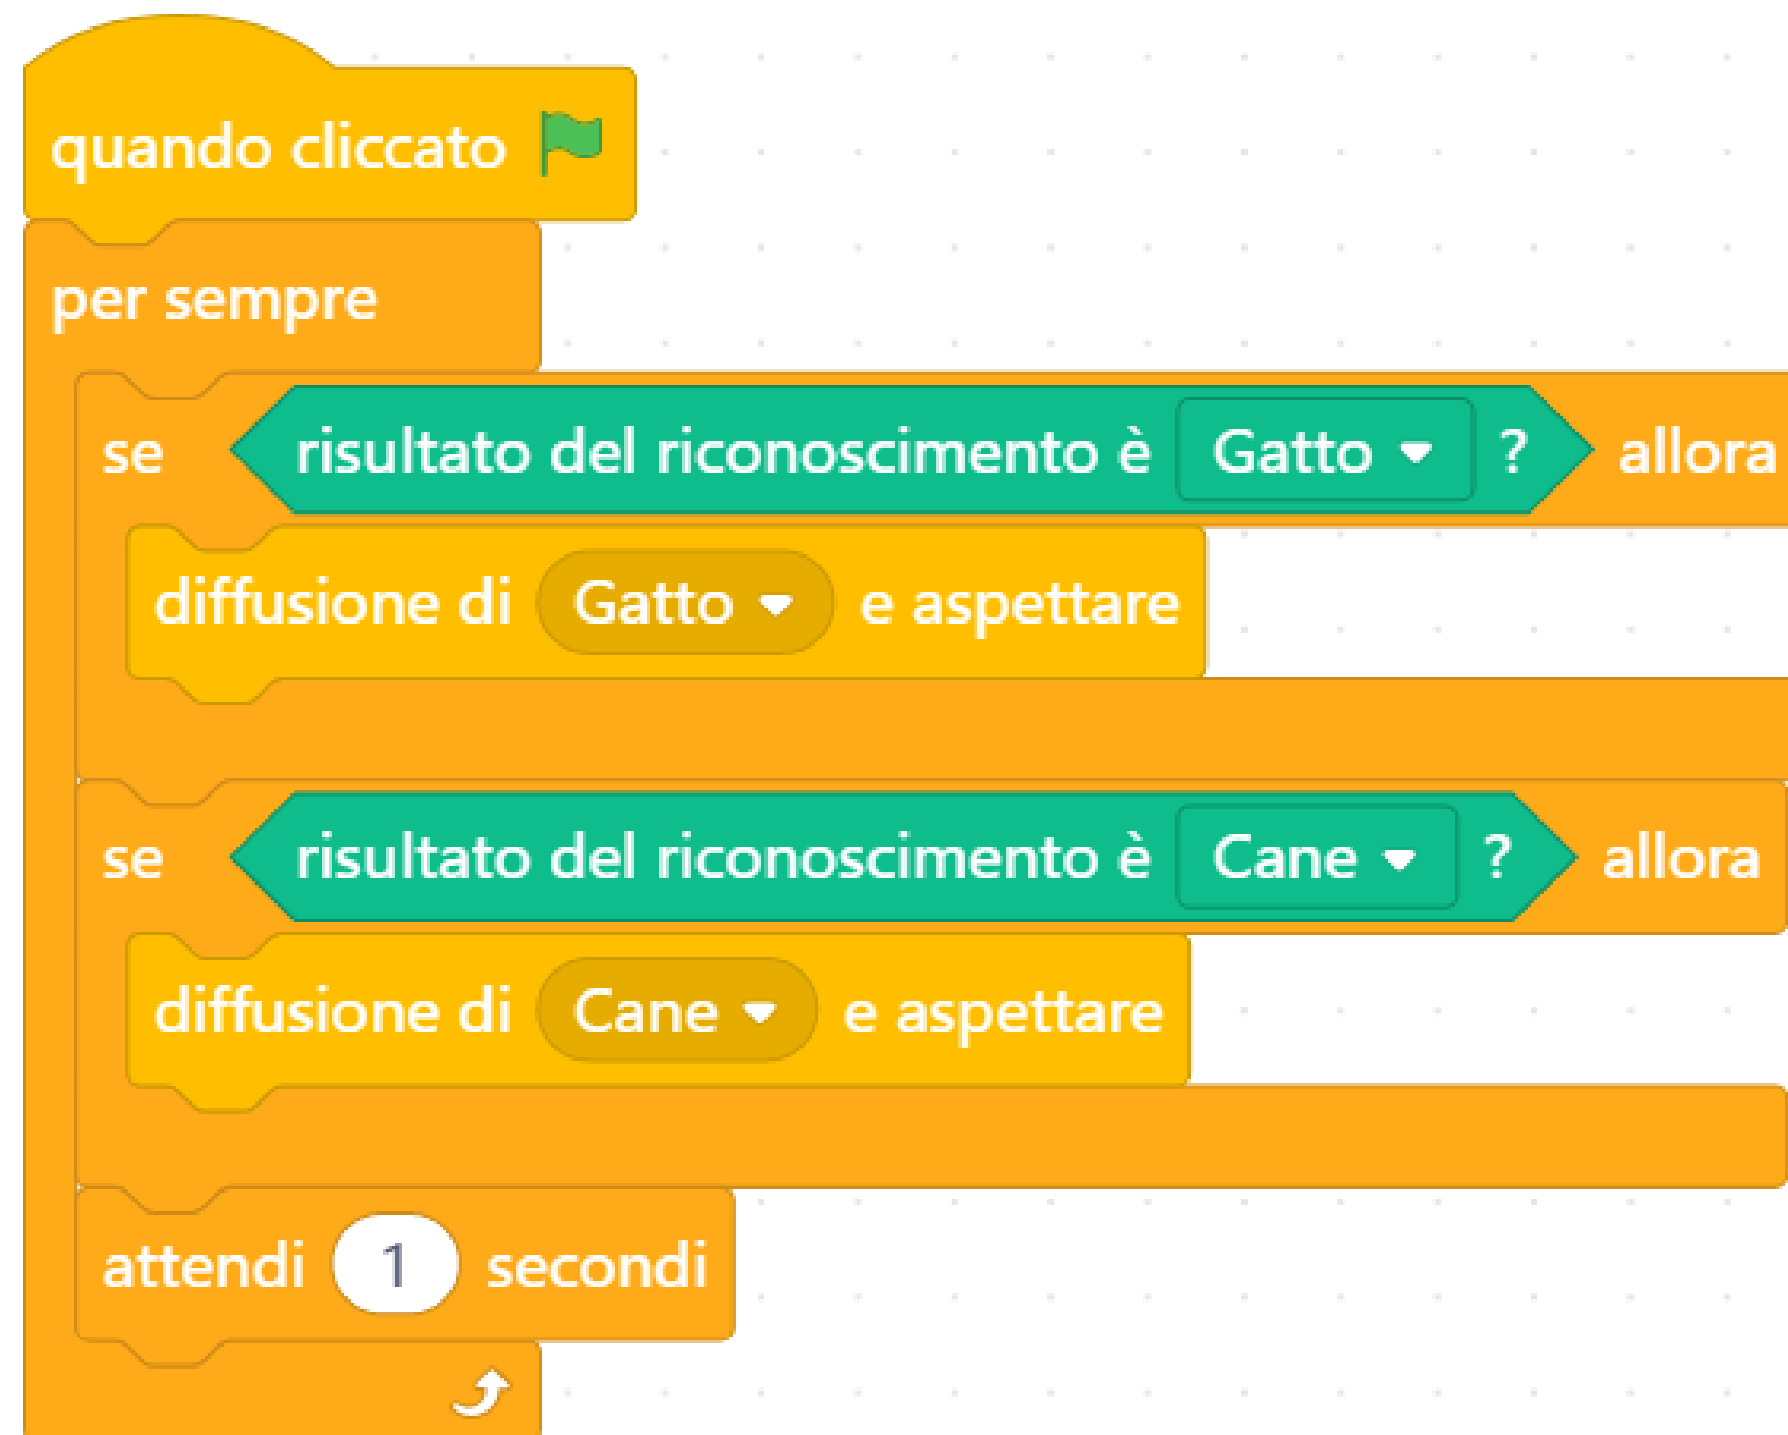 quando cliccato
per sempre
se risultato del riconoscimento è Gatto ? allora
diffusione di Gatto e aspettare
se risultato del riconoscimento è Cane ? allora
diffusione di Cane e aspettare
attendi 1 secondi